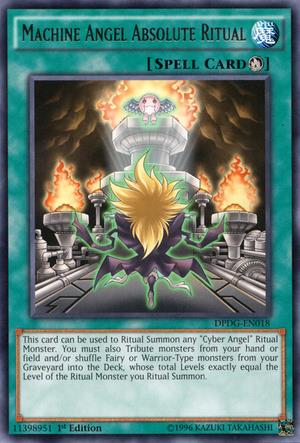 MACHINE ANGEL ABSOLUTE RITUAL
[SPELL CARD]
DPDG-EN018
This card can be used to Ritual Summon any "Cyber Angel" Ritual
Monster. You must also Tribute monsters from your hand or
field and/or shuffle Fairy or Warrior-Type monsters from your
Graveyard into the Deck, whose total Levels exactly equal the
Level of the Ritual Monster you Ritual Summon.
11398951
1st Edition
©1996 KAZUKI TAKAHASHI